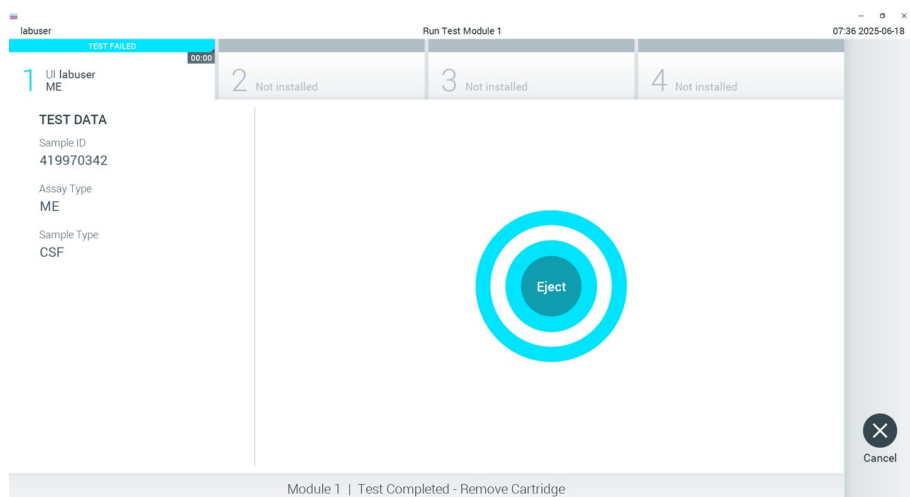 labuser Run Test Module 1 07:36 2025-06-18
TEST FAILED
00:00
1 UI labuser
ME
2 Not installed
3 Not installed
4 Not installed
TEST DATA
Sample ID
419970342
Assay Type
ME
Sample Type
CSF
Eject
Cancel
Module 1 | Test Completed - Remove Cartridge